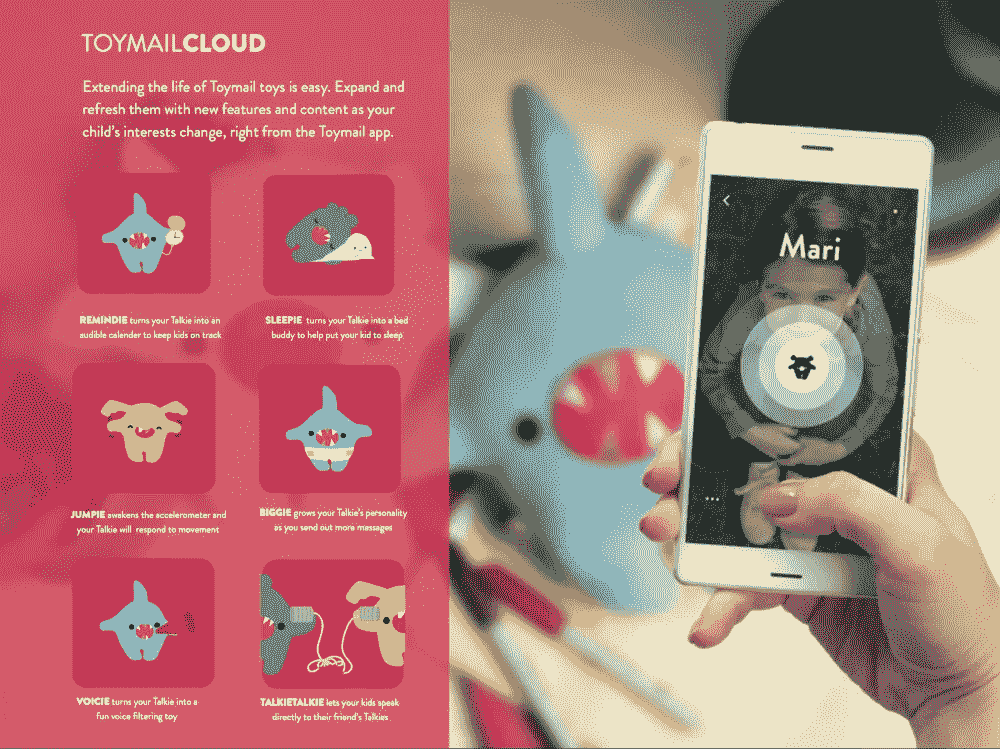 TOYMAILCLOUD
Extending the life of Toymail toys is easy. Expand and
refresh them with new features and content as your
child's interests change, right from the Toymail app.
REMINDIE turns your Talkie into an
audible calender to keep kids on track
SLEEPIE turns your Talkie into a bed
buddy to help put your kid to sleep
JUMPIE awakens the accelerometer and
your Talkie will respond to movement
BIGGIE grows your Talkie's personality
as you send out more messages
VOICIE turns your Talkie into a
fun voice filtering toy
TALKIETALKIE lets your kids speak
directly to their friend's Talkies
Mari